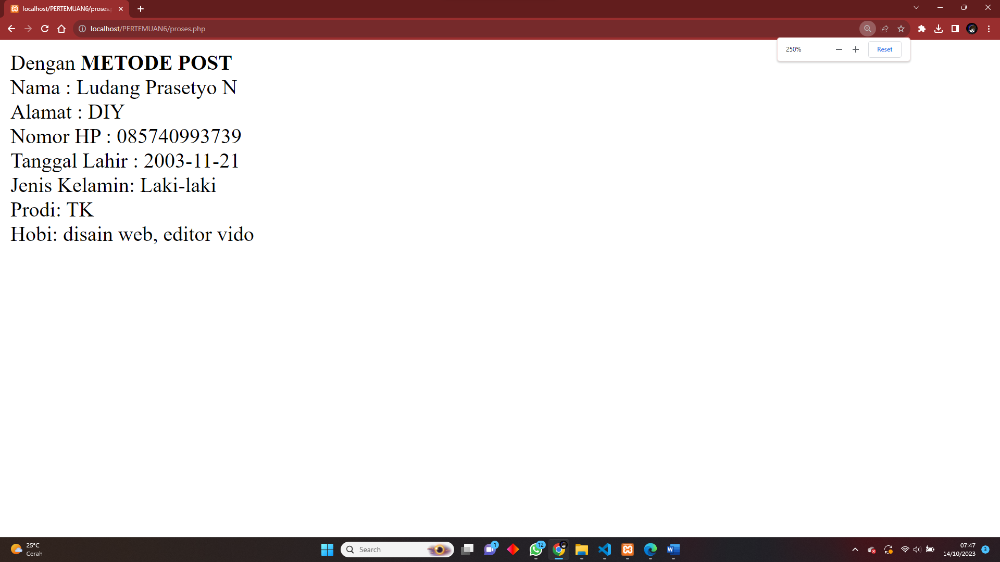 localhost/PERTEMUAN6/proses.p
localhost/PERTEMUAN6/proses.php
250%
Reset
Dengan METODE POST
Nama : Ludang Prasetyo N
Alamat : DIY
Nomor HP : 085740993739
Tanggal Lahir : 2003-11-21
Jenis Kelamin: Laki-laki
Prodi: TK
Hobi: disain web, editor vido
25°C
Cerah
Search
1
12
W
07:47
14/10/2023
3